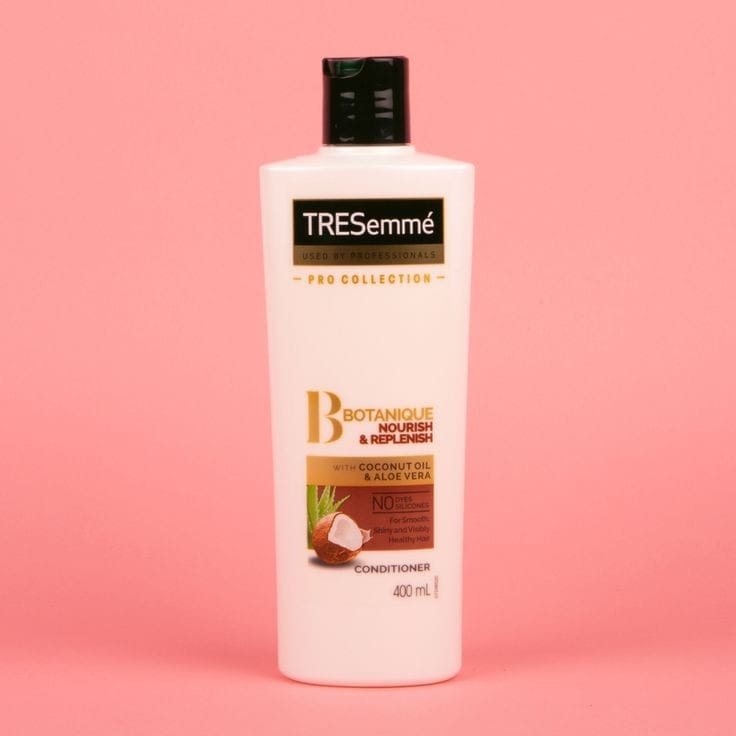 TRESemmé
USED BY PROFESSIONALS
PRO COLLECTION
B BOTANIQUE
NOURISH
& REPLENISH
WITH COCONUT OIL
& ALOE VERA
NO DYES
SILICONES
For Smooth,
Shiny and Visibly
Healthy Hair
CONDITIONER
400 mL